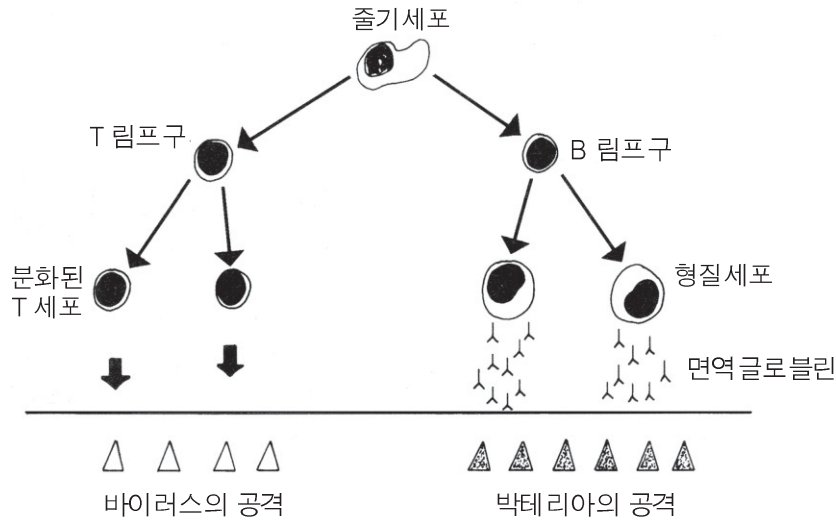 줄기세포
T 림프구
B 림프구
분화된
T 세포
형질세포
면역글로블린
바이러스의 공격
박테리아의 공격